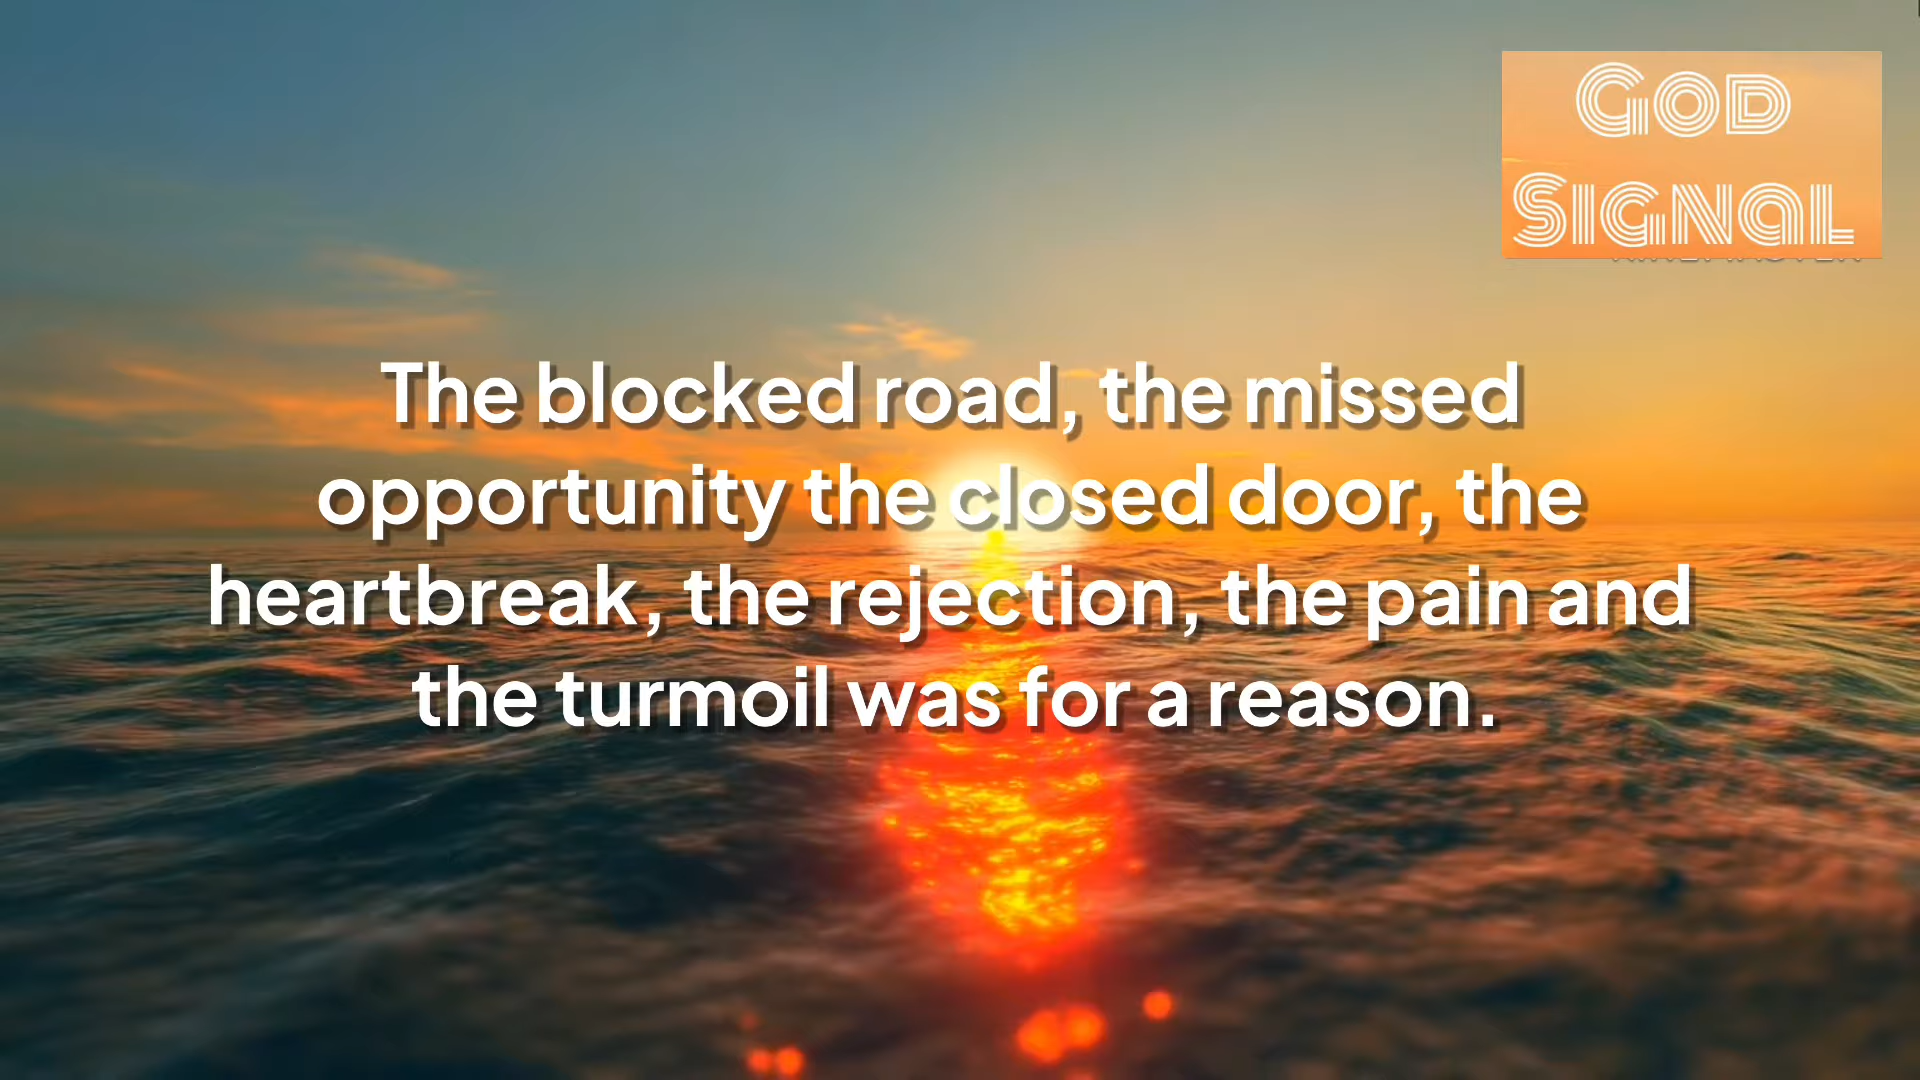 God
Signal
The blocked road, the missed
opportunity the closed door, the
heartbreak, the rejection, the pain and
the turmoil was for a reason.